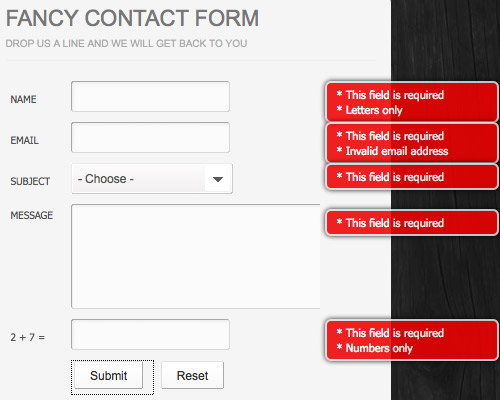 FANCY CONTACT FORM
DROP US A LINE AND WE WILL GET BACK TO YOU
NAME
* This field is required
* Letters only
EMAIL
* This field is required
* Invalid email address
SUBJECT
- Choose -
* This field is required
MESSAGE
* This field is required
2 + 7 =
* This field is required
* Numbers only
Submit
Reset